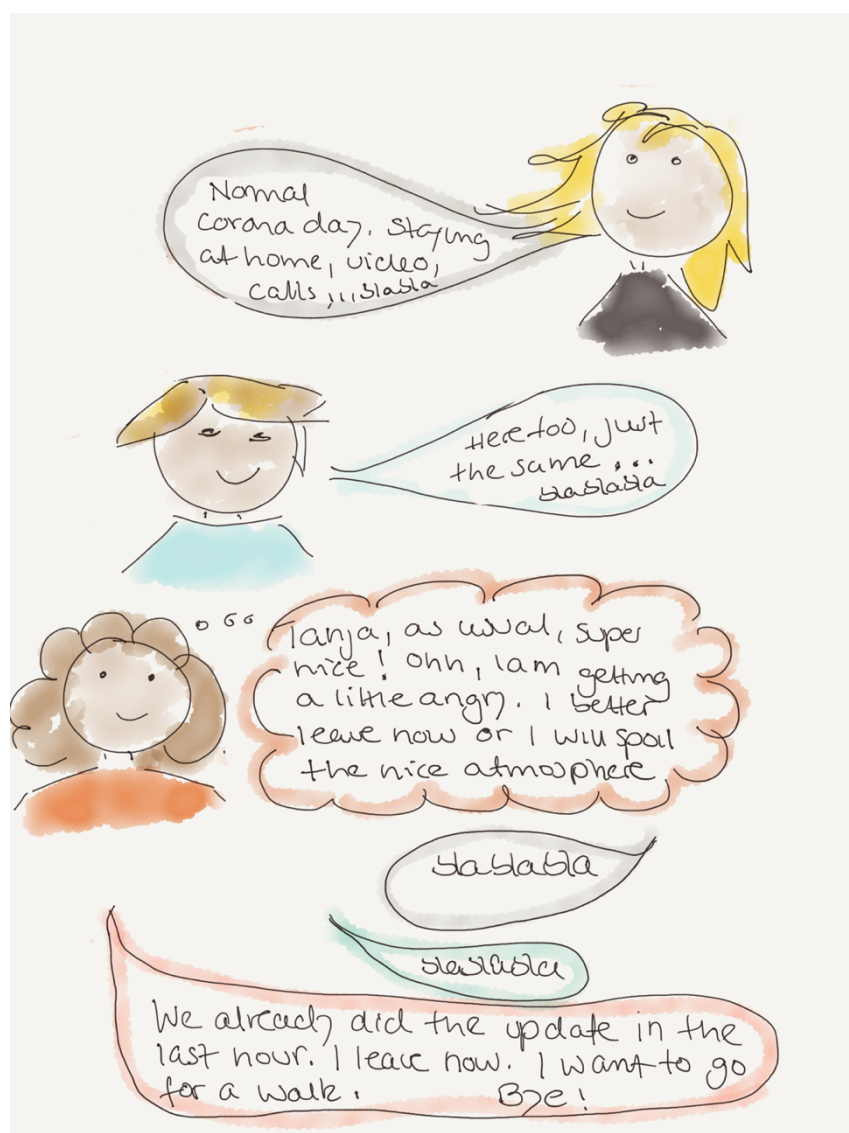 Normal
corona day. Staying
at home, video,
calls ,,, blabla
Here too, just
the same ...
blablabla
Tanja, as usual, super
nice! Ohh, I am getting
a little angry. I better
leave now or I will spoil
the nice atmosphere
blablabla
blablabla
We already did the update in the
last hour. I leave now. I want to go
for a walk. Bye!